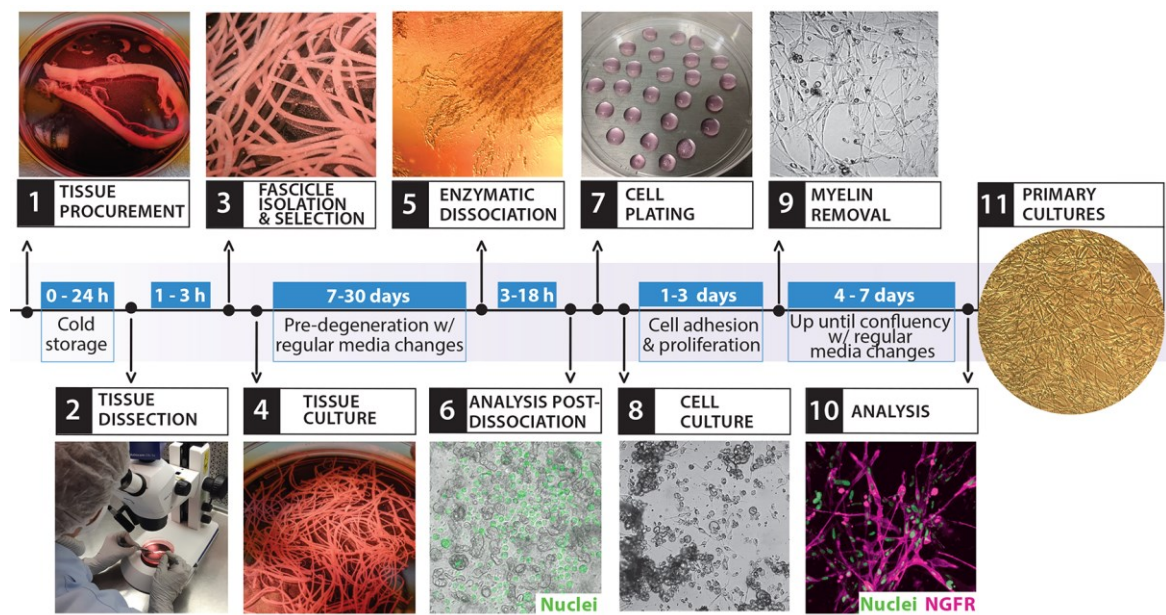 1 TISSUE
PROCUREMENT
3 FASCICLE
ISOLATION
& SELECTION
5 ENZYMATIC
DISSOCIATION
7 CELL
PLATING
9 MYELIN
REMOVAL
11 PRIMARY
CULTURES
0 - 24 h
Cold
storage
1 - 3 h
7-30 days
Pre-degeneration w/
regular media changes
3-18 h
1-3 days
Cell adhesion
& proliferation
4 - 7 days
Up until confluency
w/ regular
media changes
2 TISSUE
DISSECTION
4 TISSUE
CULTURE
6 ANALYSIS POST-
DISSOCIATION
8 CELL
CULTURE
10 ANALYSIS
Nuclei
Nuclei NGFR